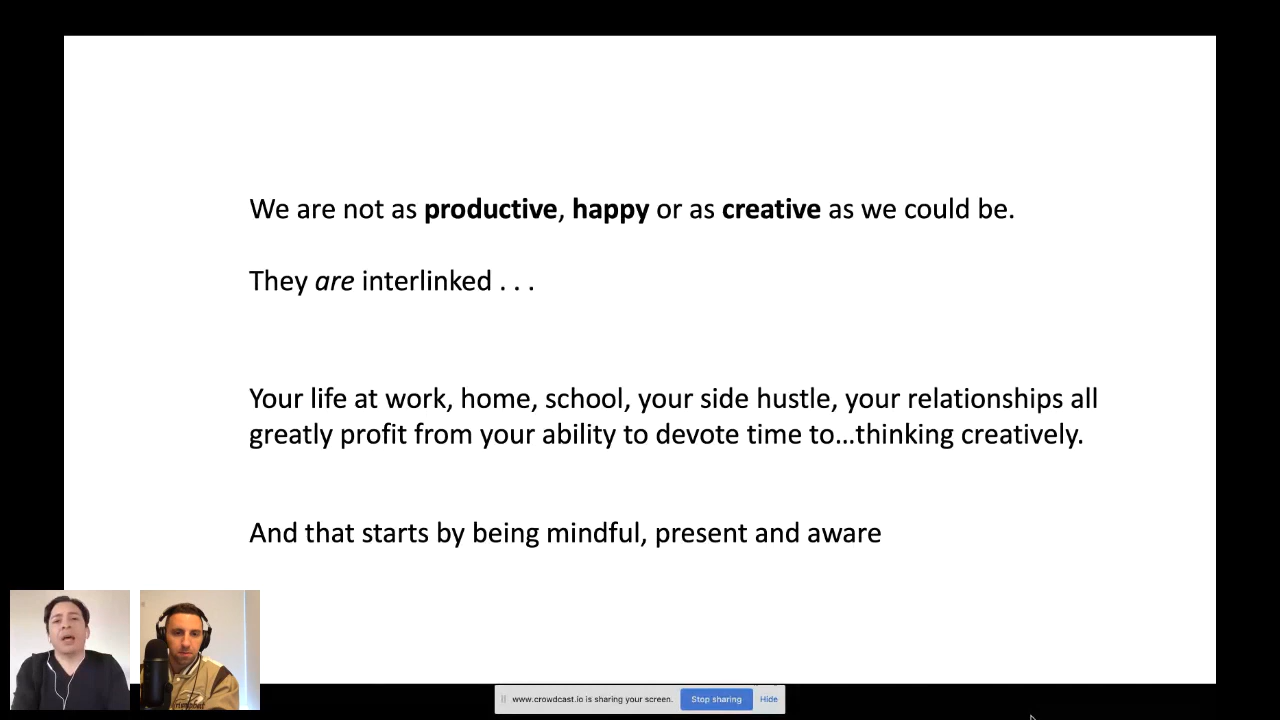 We are not as productive, happy or as creative as we could be.
They are interlinked . . .
Your life at work, home, school, your side hustle, your relationships all
greatly profit from your ability to devote time to…thinking creatively.
And that starts by being mindful, present and aware
www.crowdcast.io is sharing your screen. Stop sharing Hide